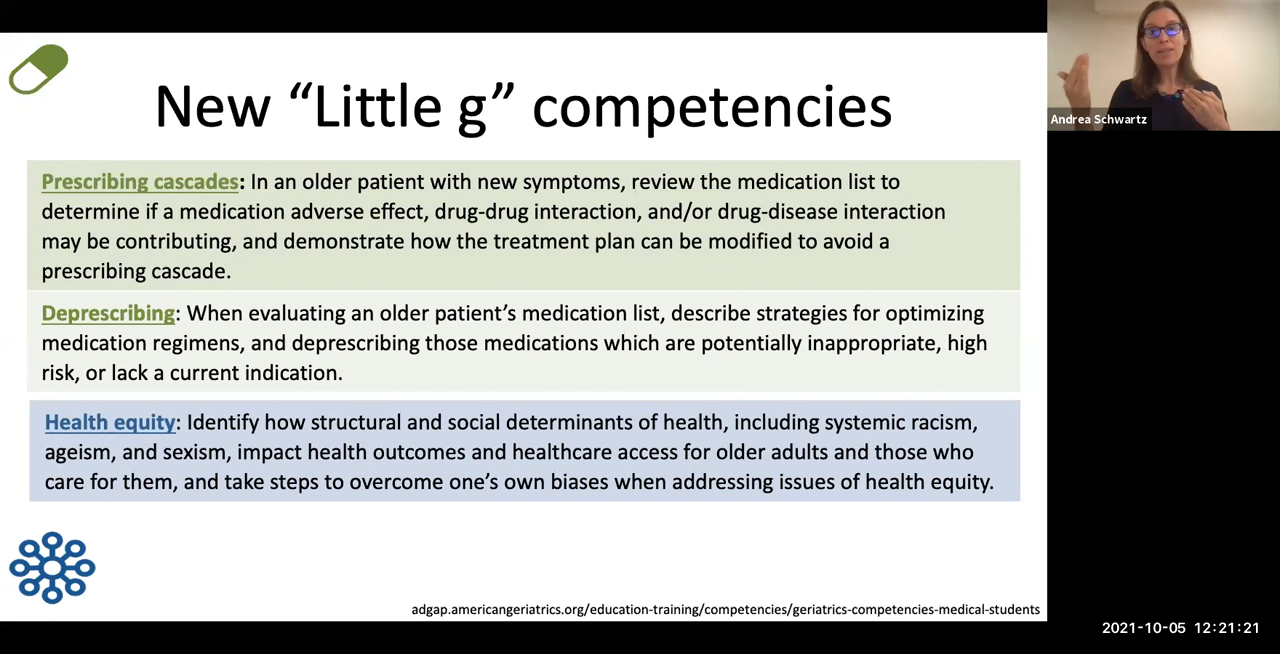 New “Little g” competencies
Andrea Schwartz
Prescribing cascades: In an older patient with new symptoms, review the medication list to
determine if a medication adverse effect, drug-drug interaction, and/or drug-disease interaction
may be contributing, and demonstrate how the treatment plan can be modified to avoid a
prescribing cascade.
Deprescribing: When evaluating an older patient’s medication list, describe strategies for optimizing
medication regimens, and deprescribing those medications which are potentially inappropriate, high
risk, or lack a current indication.
Health equity: Identify how structural and social determinants of health, including systemic racism,
ageism, and sexism, impact health outcomes and healthcare access for older adults and those who
care for them, and take steps to overcome one’s own biases when addressing issues of health equity.
adgap.americangeriatrics.org/education-training/competencies/geriatrics-competencies-medical-students
2021-10-05 12:21:21